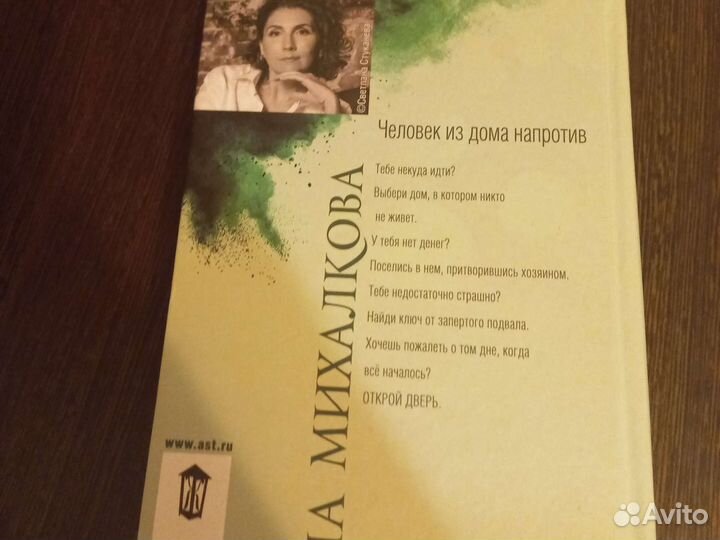 ©Светлана Стуканева
Человек из дома напротив
Тебе некуда идти?
Выбери дом, в котором никто
не живет.
У тебя нет денег?
Поселись в нем, притворившись хозяином.
Тебе недостаточно страшно?
Найди ключ от запертого подвала.
Хочешь пожалеть о том дне, когда
всё началось?
ОТКРОЙ ДВЕРЬ.
НА МИХАЛКОВА
www.ast.ru
Ж
Avito